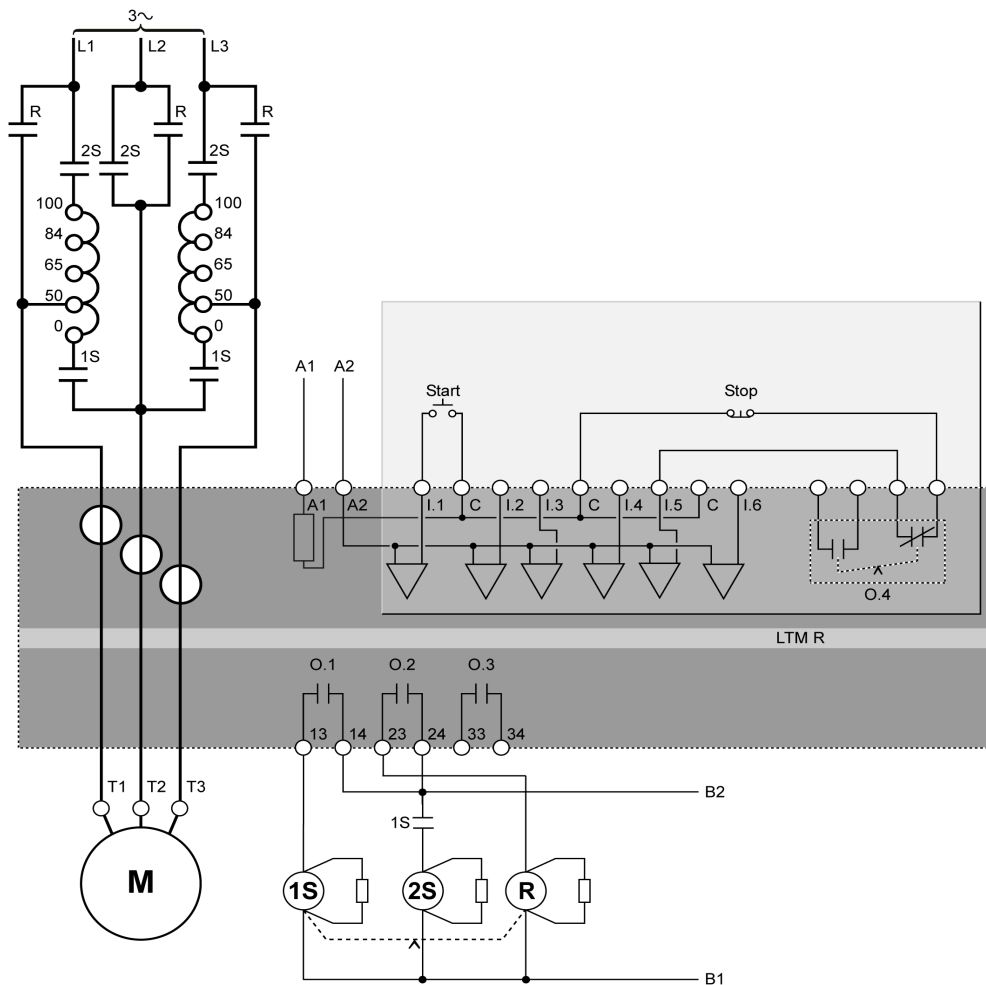 3∼
L1 L2 L3
R R R
2S 2S 2S
100 100
84 84
65 65
50 50
0 0
1S 1S
A1 A2
Start Stop
A1 A2 I.1 C I.2 I.3 C I.4 I.5 C I.6
O.4
LTM R
O.1 O.2 O.3
13 14 23 24 33 34
T1 T2 T3
B2
1S
M
1S 2S R
B1